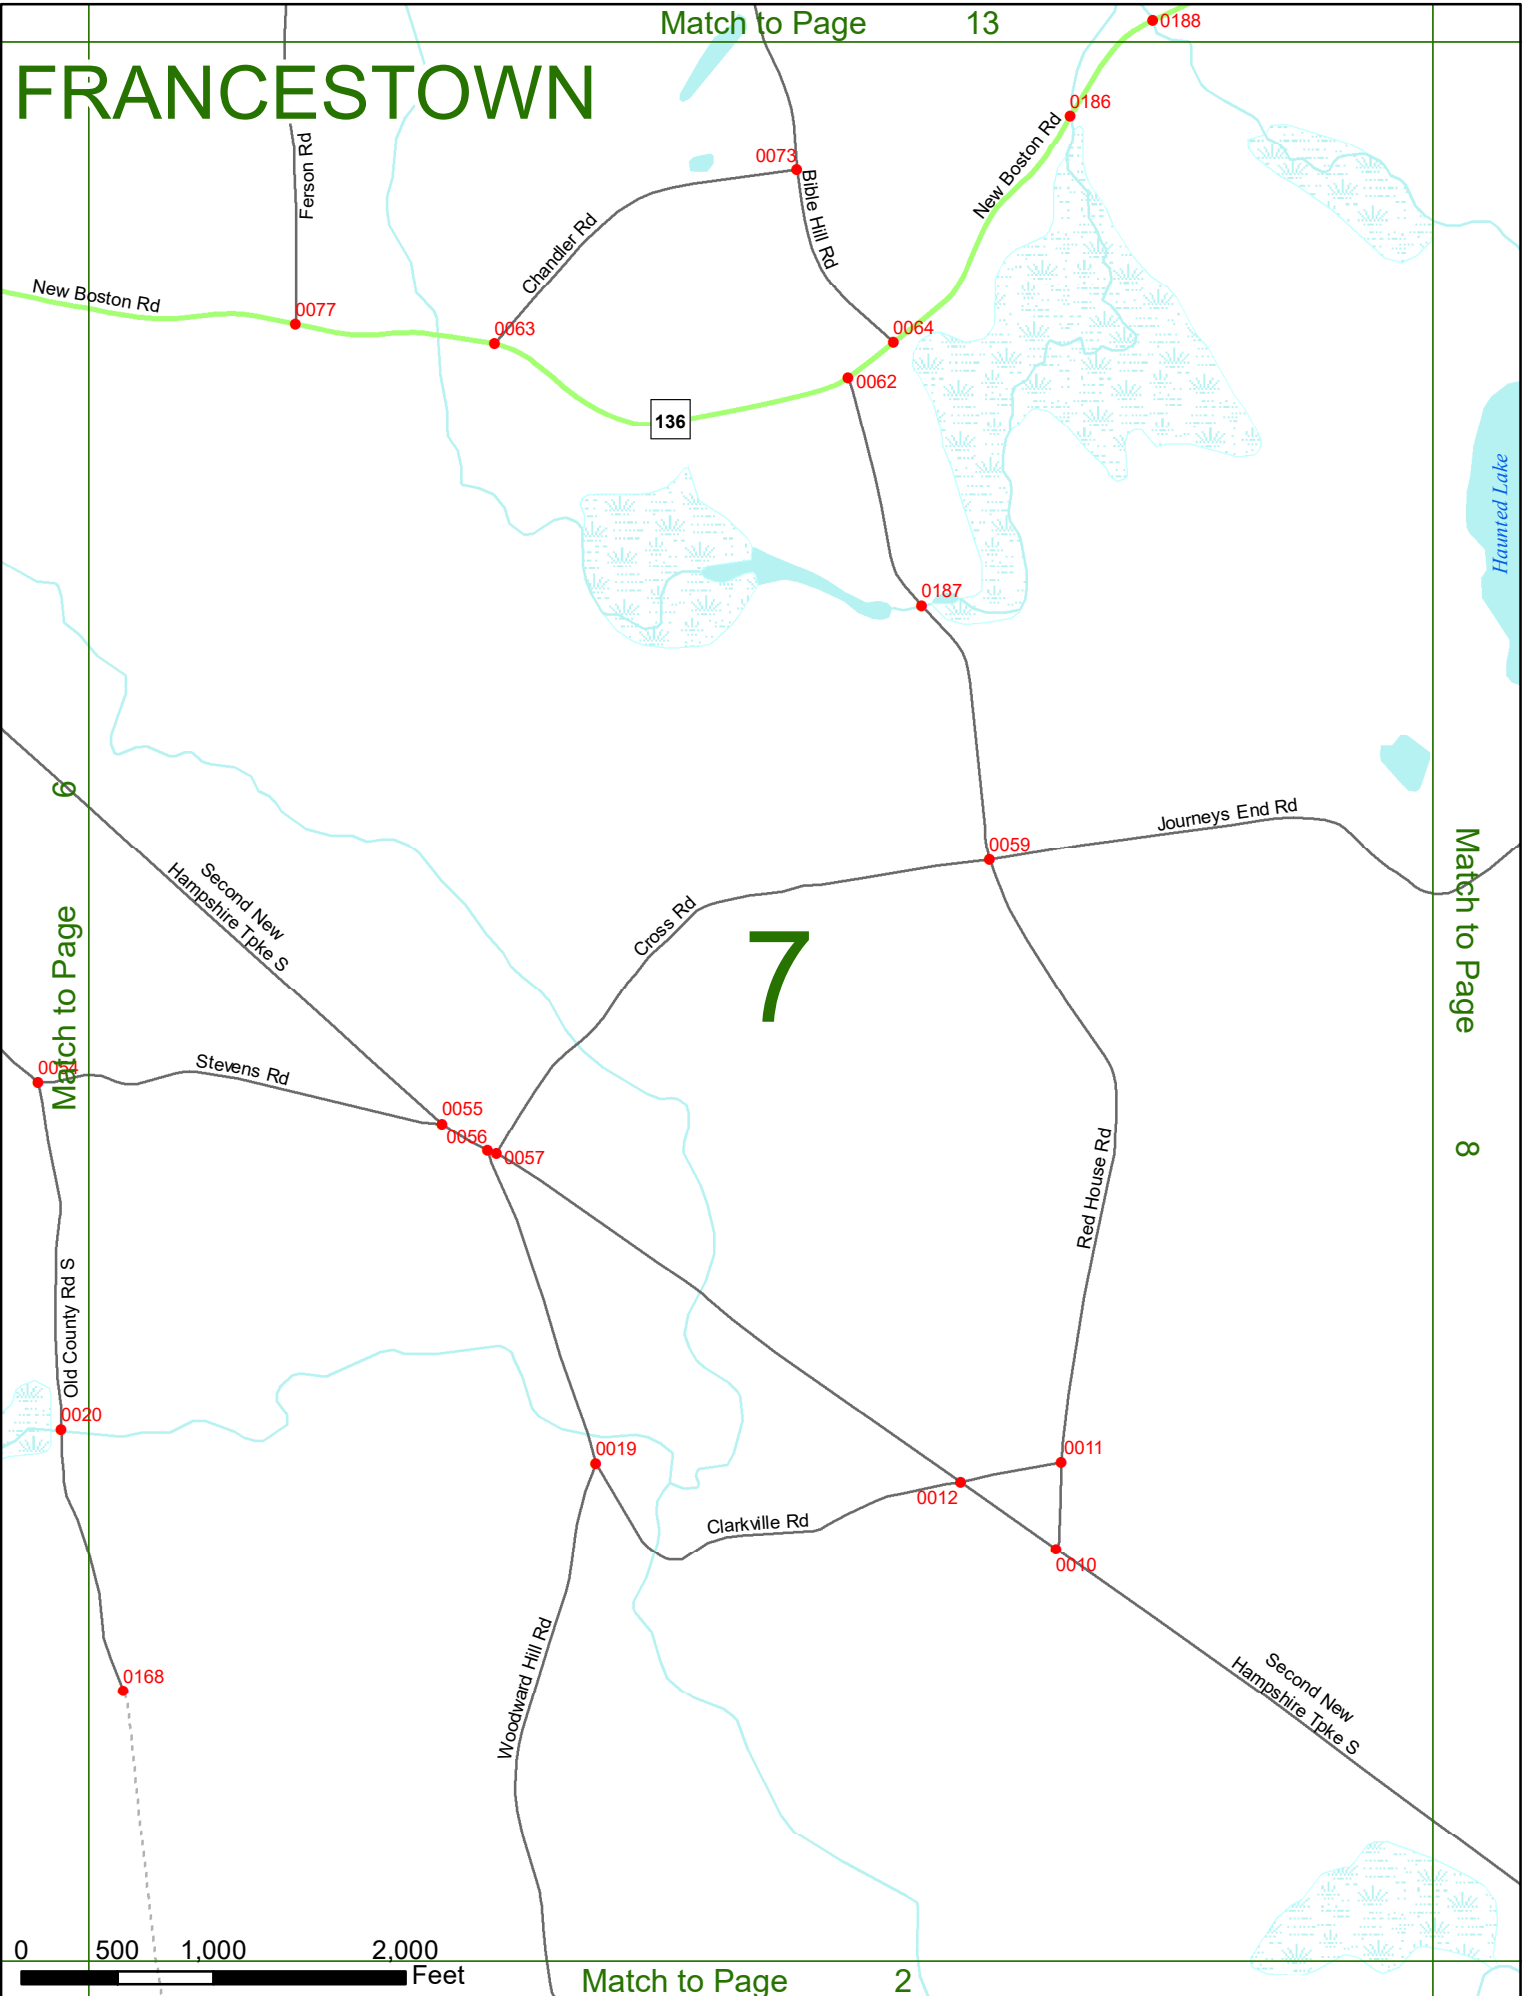 Match to Page 13
FRANCESTOWN
0188
0186
New Boston Rd
0073
Bible Hill Rd
Ferson Rd
Chandler Rd
New Boston Rd
0077
0063
0064
0062
136
Haunted Lake
0187
Match to Page 6
Journeys End Rd
0059
Second New
Hampshire Tpke S
Cross Rd
7
Match to Page 8
0054
Stevens Rd
0055
0056
0057
Red House Rd
Old County Rd S
0020
0019
0011
0012
Clarkville Rd
0010
Woodward Hill Rd
0168
Second New
Hampshire Tpke S
0 500 1,000 2,000
Feet
Match to Page 2